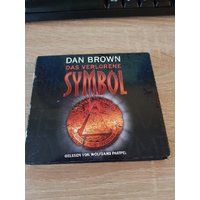 DAN BROWN
DAS VERLORENE
SYMBOL
GELESEN VON WOLFGANG PAMPEL